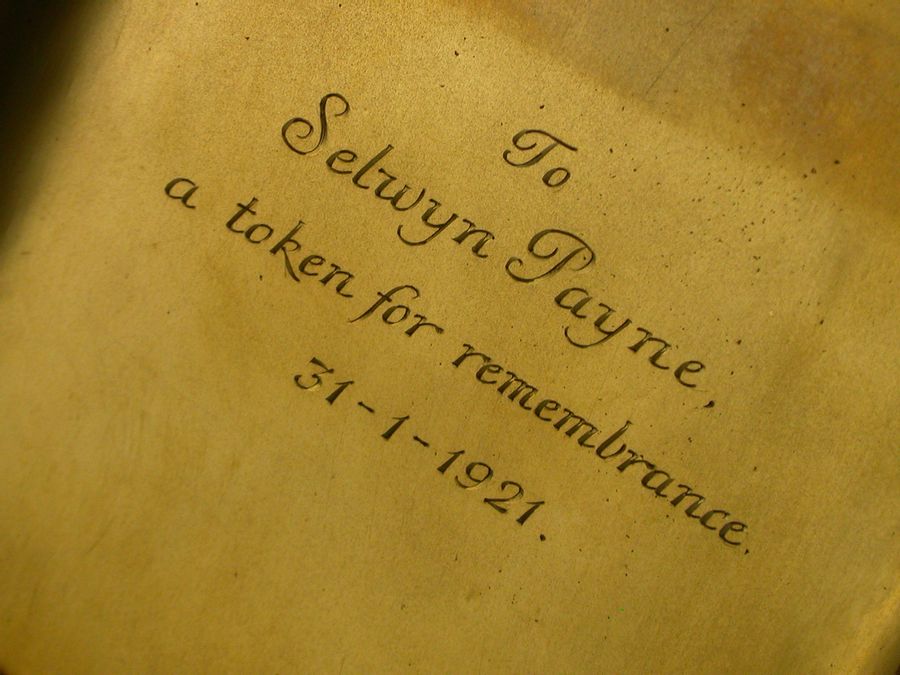 To
Selwyn Payne,
a token for remembrance.
31-1-1921.